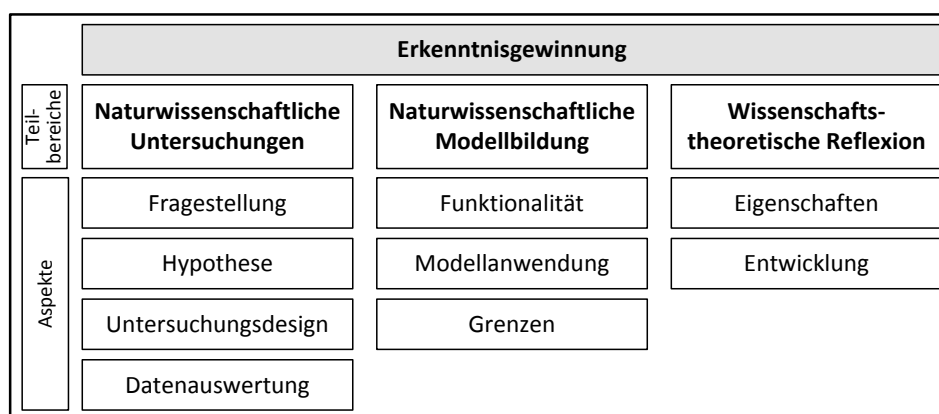 Erkenntnisgewinnung
Teil-
bereiche
Naturwissenschaftliche
Untersuchungen
Naturwissenschaftliche
Modellbildung
Wissenschafts-
theoretische Reflexion
Aspekte
Fragestellung
Funktionalität
Eigenschaften
Hypothese
Modellanwendung
Entwicklung
Untersuchungsdesign
Grenzen
Datenauswertung